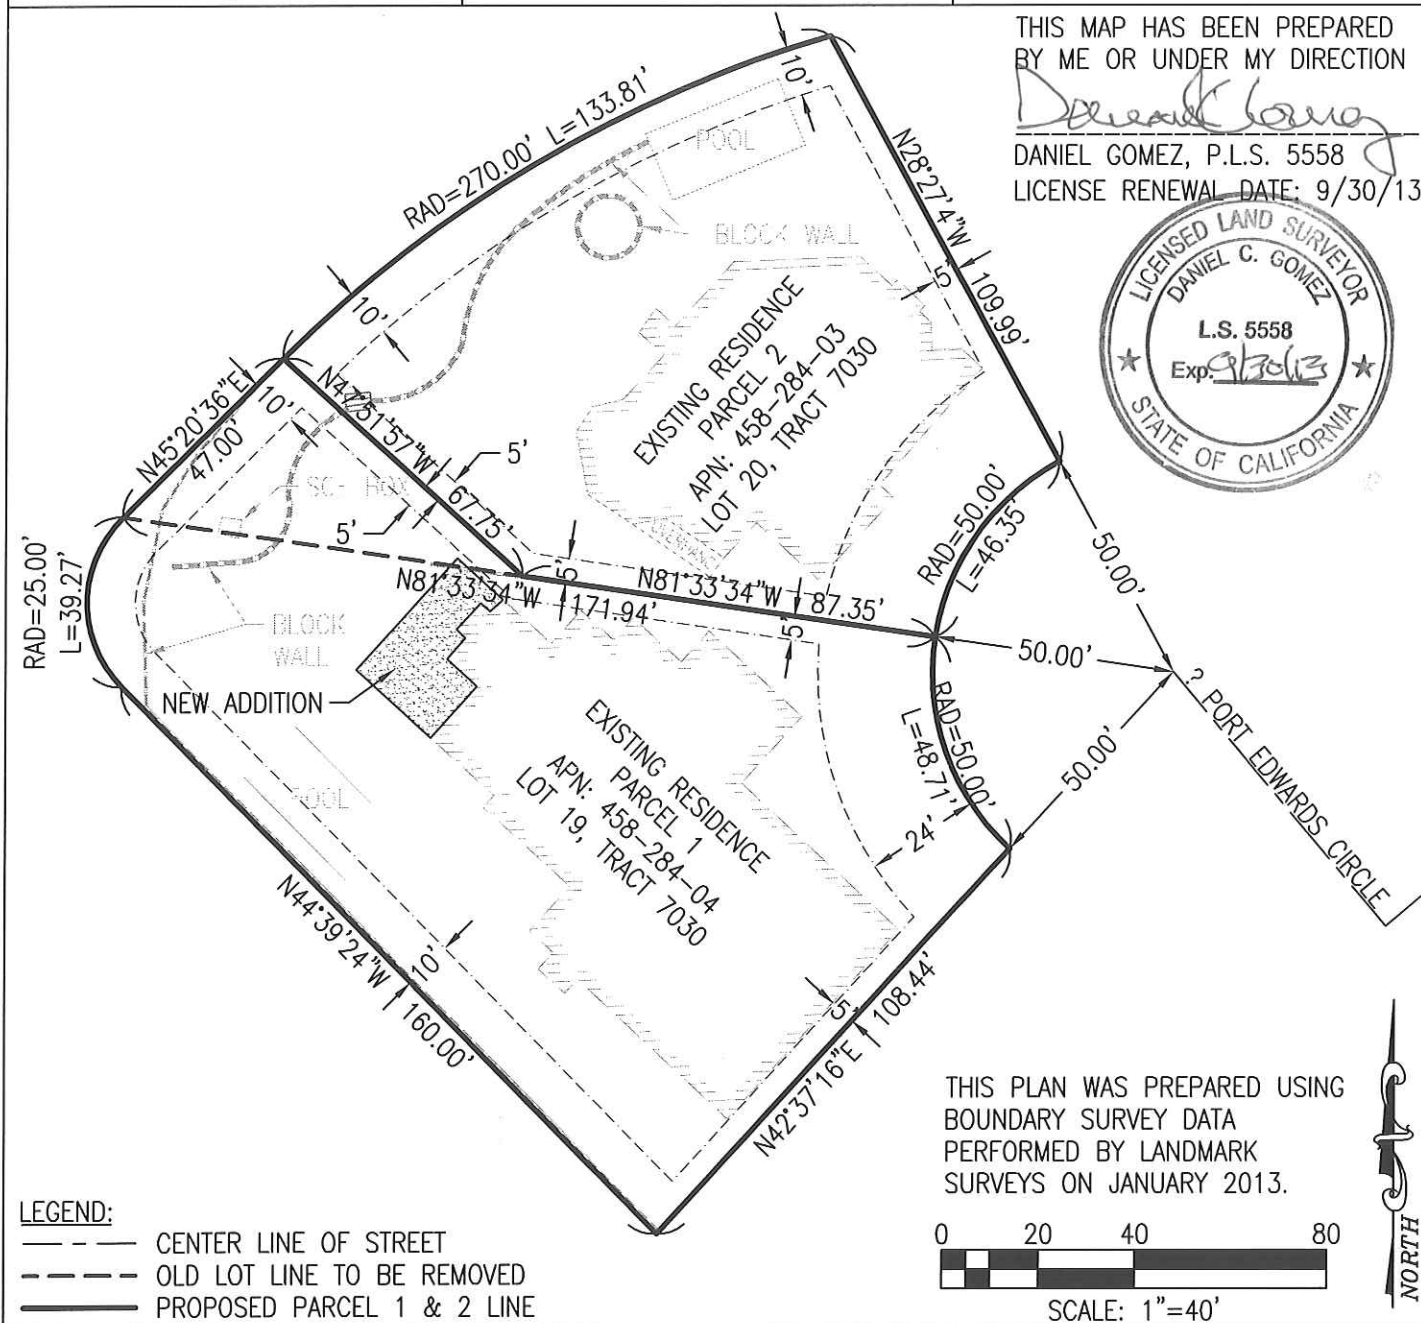 THIS MAP HAS BEEN PREPARED
BY ME OR UNDER MY DIRECTION
DANIEL GOMEZ, P.L.S. 5558
LICENSE RENEWAL DATE: 9/30/13
LICENSED LAND SURVEYOR
DANIEL C. GOMEZ
L.S. 5558
Exp. 9/30/13
STATE OF CALIFORNIA
RAD=270.00' L=133.81'
10'
POOL
N28°27'4"W
109.99'
5'
BLOCK WALL
10'
EXISTING RESIDENCE
PARCEL 2
APN: 458-284-03
LOT 20, TRACT 7030
N45°20'36"E
47.00'
10'
N47°51'57"W
67.75'
5'
5'
RAD=50.00'
L=46.35'
50.00'
RAD=25.00'
L=39.27'
N81°33'34"W
171.94'
5'
N81°33'34"W
87.35'
5'
50.00'
BLOCK
WALL
NEW ADDITION
? PORT EDWARDS CIRCLE
RAD=50.00'
L=48.71'
50.00'
24'
EXISTING RESIDENCE
PARCEL 1
APN: 458-284-04
LOT 19, TRACT 7030
POOL
N44°39'24"W
160.00'
10'
5'
N42°37'16"E
108.44'
THIS PLAN WAS PREPARED USING
BOUNDARY SURVEY DATA
PERFORMED BY LANDMARK
SURVEYS ON JANUARY 2013.
LEGEND:
CENTER LINE OF STREET
OLD LOT LINE TO BE REMOVED
PROPOSED PARCEL 1 & 2 LINE
0 20 40 80
SCALE: 1"=40'
NORTH